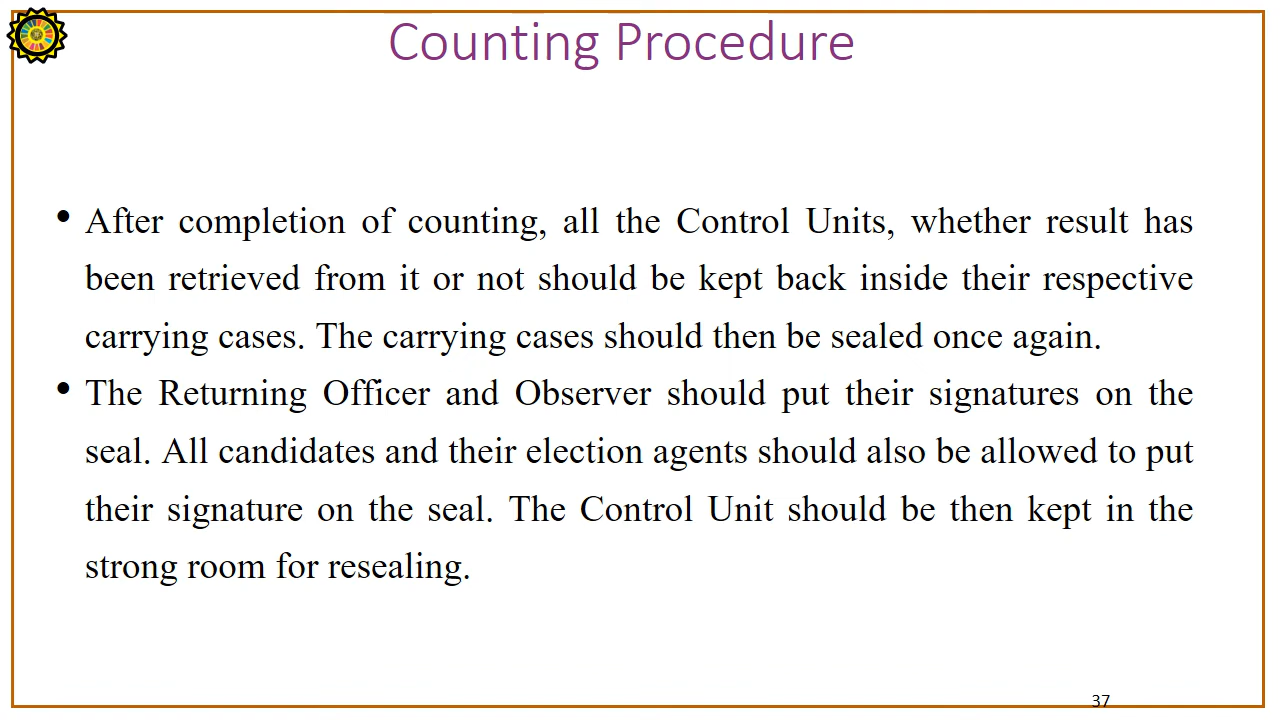 Counting Procedure
• After completion of counting, all the Control Units, whether result has
been retrieved from it or not should be kept back inside their respective
carrying cases. The carrying cases should then be sealed once again.
• The Returning Officer and Observer should put their signatures on the
seal. All candidates and their election agents should also be allowed to put
their signature on the seal. The Control Unit should be then kept in the
strong room for resealing.
37